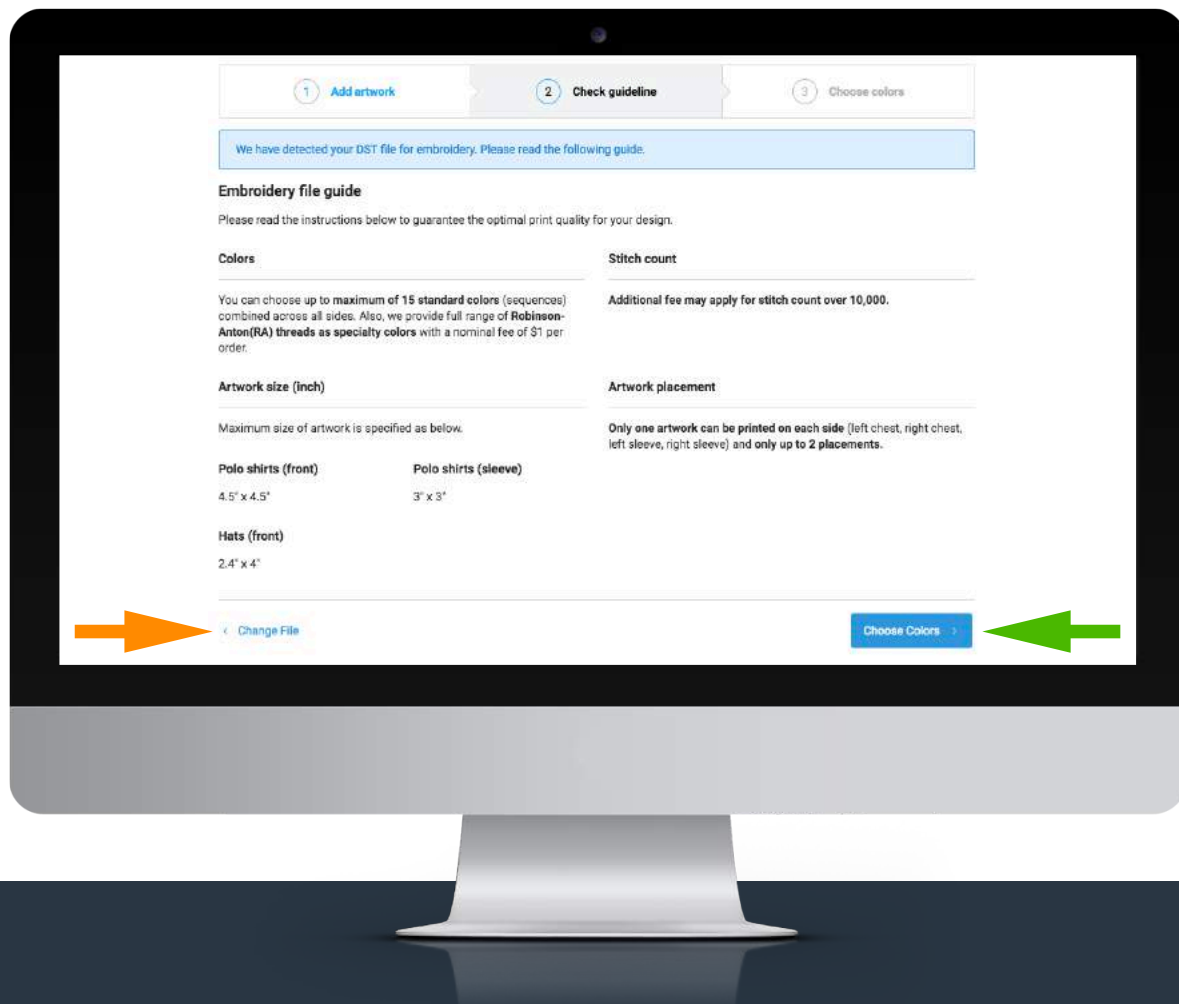 1 Add artwork
2 Check guideline
3 Choose colors
We have detected your DST file for embroidery. Please read the following guide.
Embroidery file guide
Please read the instructions below to guarantee the optimal print quality for your design.
Colors
You can choose up to maximum of 15 standard colors (sequences)
combined across all sides. Also, we provide full range of Robinson-
Anton(RA) threads as specialty colors with a nominal fee of $1 per
order.
Stitch count
Additional fee may apply for stitch count over 10,000.
Artwork size (inch)
Maximum size of artwork is specified as below.
Polo shirts (front)
4.5" x 4.5"
Polo shirts (sleeve)
3" x 3"
Hats (front)
2.4" x 4"
Artwork placement
Only one artwork can be printed on each side (left chest, right chest,
left sleeve, right sleeve) and only up to 2 placements.
‹ Change File
Choose Colors ›